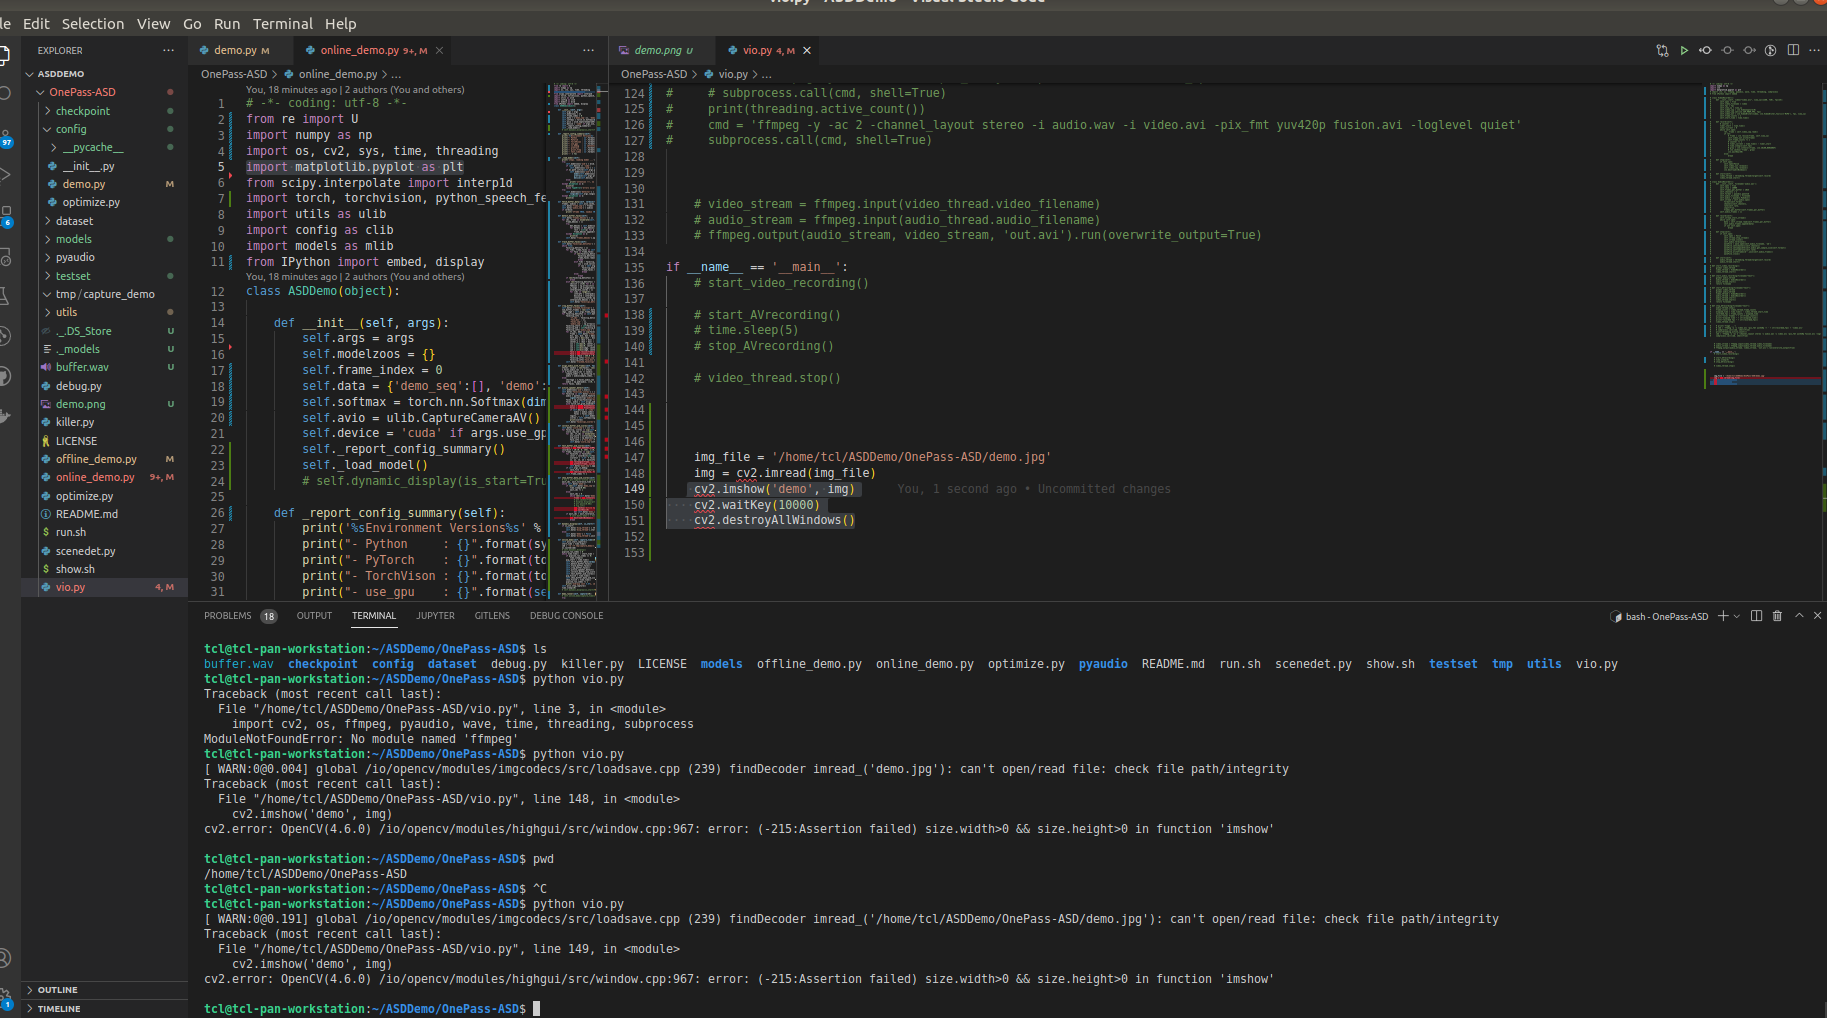 Edit Selection View Go Run Terminal Help
EXPLORER
ASDDEMO
OnePass-ASD
checkpoint
config
__pycache__
__init__.py
demo.py M
optimize.py
dataset
models
pyaudio
testset
tmp/capture_demo
utils
._.DS_Store U
._models U
buffer.wav U
debug.py
demo.png U
killer.py
LICENSE
offline_demo.py M
online_demo.py 9+, M
optimize.py
README.md
run.sh
scenedet.py
show.sh
vio.py 4, M
OUTLINE
TIMELINE
97
6
1
demo.py M
online_demo.py 9+, M
OnePass-ASD > online_demo.py > ...
You, 18 minutes ago | 2 authors (You and others)
1 # -*- coding: utf-8 -*-
2 from re import U
3 import numpy as np
4 import os, cv2, sys, time, threading
5 import matplotlib.pyplot as plt
6 from scipy.interpolate import interp1d
7 import torch, torchvision, python_speech_fe
8 import utils as ulib
9 import config as clib
10 import models as mlib
11 from IPython import embed, display
You, 18 minutes ago | 2 authors (You and others)
12 class ASDDemo(object):
13
14 def __init__(self, args):
15 self.args = args
16 self.modelzoos = {}
17 self.frame_index = 0
18 self.data = {'demo_seq':[], 'demo':
19 self.softmax = torch.nn.Softmax(dim
20 self.avio = ulib.CaptureCameraAV()
21 self.device = 'cuda' if args.use_gp
22 self._report_config_summary()
23 self._load_model()
24 # self.dynamic_display(is_start=Tru
25
26 def _report_config_summary(self):
27 print('%sEnvironment Versions%s' %
28 print("- Python : {}".format(sy
29 print("- PyTorch : {}".format(to
30 print("- TorchVison : {}".format(to
31 print("- use_gpu : {}".format(se
demo.png U
vio.py 4, M
OnePass-ASD > vio.py > ...
124 # # subprocess.call(cmd, shell=True)
125 # print(threading.active_count())
126 # cmd = 'ffmpeg -y -ac 2 -channel_layout stereo -i audio.wav -i video.avi -pix_fmt yuv420p fusion.avi -loglevel quiet'
127 # subprocess.call(cmd, shell=True)
128
129
130
131 # video_stream = ffmpeg.input(video_thread.video_filename)
132 # audio_stream = ffmpeg.input(audio_thread.audio_filename)
133 # ffmpeg.output(audio_stream, video_stream, 'out.avi').run(overwrite_output=True)
134
135 if __name__ == '__main__':
136 # start_video_recording()
137
138 # start_AVrecording()
139 # time.sleep(5)
140 # stop_AVrecording()
141
142 # video_thread.stop()
143
144
145
146
147 img_file = '/home/tcl/ASDDemo/OnePass-ASD/demo.jpg'
148 img = cv2.imread(img_file)
149 cv2.imshow('demo', img) You, 1 second ago • Uncommitted changes
150 cv2.waitKey(10000)
151 cv2.destroyAllWindows()
152
153
PROBLEMS 18 OUTPUT TERMINAL JUPYTER GITLENS DEBUG CONSOLE
bash - OnePass-ASD
tcl@tcl-pan-workstation:~/ASDDemo/OnePass-ASD$ ls
buffer.wav checkpoint config dataset debug.py killer.py LICENSE models offline_demo.py online_demo.py optimize.py pyaudio README.md run.sh scenedet.py show.sh testset tmp utils vio.py
tcl@tcl-pan-workstation:~/ASDDemo/OnePass-ASD$ python vio.py
Traceback (most recent call last):
File "/home/tcl/ASDDemo/OnePass-ASD/vio.py", line 3, in <module>
import cv2, os, ffmpeg, pyaudio, wave, time, threading, subprocess
ModuleNotFoundError: No module named 'ffmpeg'
tcl@tcl-pan-workstation:~/ASDDemo/OnePass-ASD$ python vio.py
[ WARN:0@0.004] global /io/opencv/modules/imgcodecs/src/loadsave.cpp (239) findDecoder imread_('demo.jpg'): can't open/read file: check file path/integrity
Traceback (most recent call last):
File "/home/tcl/ASDDemo/OnePass-ASD/vio.py", line 148, in <module>
cv2.imshow('demo', img)
cv2.error: OpenCV(4.6.0) /io/opencv/modules/highgui/src/window.cpp:967: error: (-215:Assertion failed) size.width>0 && size.height>0 in function 'imshow'
tcl@tcl-pan-workstation:~/ASDDemo/OnePass-ASD$ pwd
/home/tcl/ASDDemo/OnePass-ASD
tcl@tcl-pan-workstation:~/ASDDemo/OnePass-ASD$ ^C
tcl@tcl-pan-workstation:~/ASDDemo/OnePass-ASD$ python vio.py
[ WARN:0@0.191] global /io/opencv/modules/imgcodecs/src/loadsave.cpp (239) findDecoder imread_('/home/tcl/ASDDemo/OnePass-ASD/demo.jpg'): can't open/read file: check file path/integrity
Traceback (most recent call last):
File "/home/tcl/ASDDemo/OnePass-ASD/vio.py", line 149, in <module>
cv2.imshow('demo', img)
cv2.error: OpenCV(4.6.0) /io/opencv/modules/highgui/src/window.cpp:967: error: (-215:Assertion failed) size.width>0 && size.height>0 in function 'imshow'
tcl@tcl-pan-workstation:~/ASDDemo/OnePass-ASD$